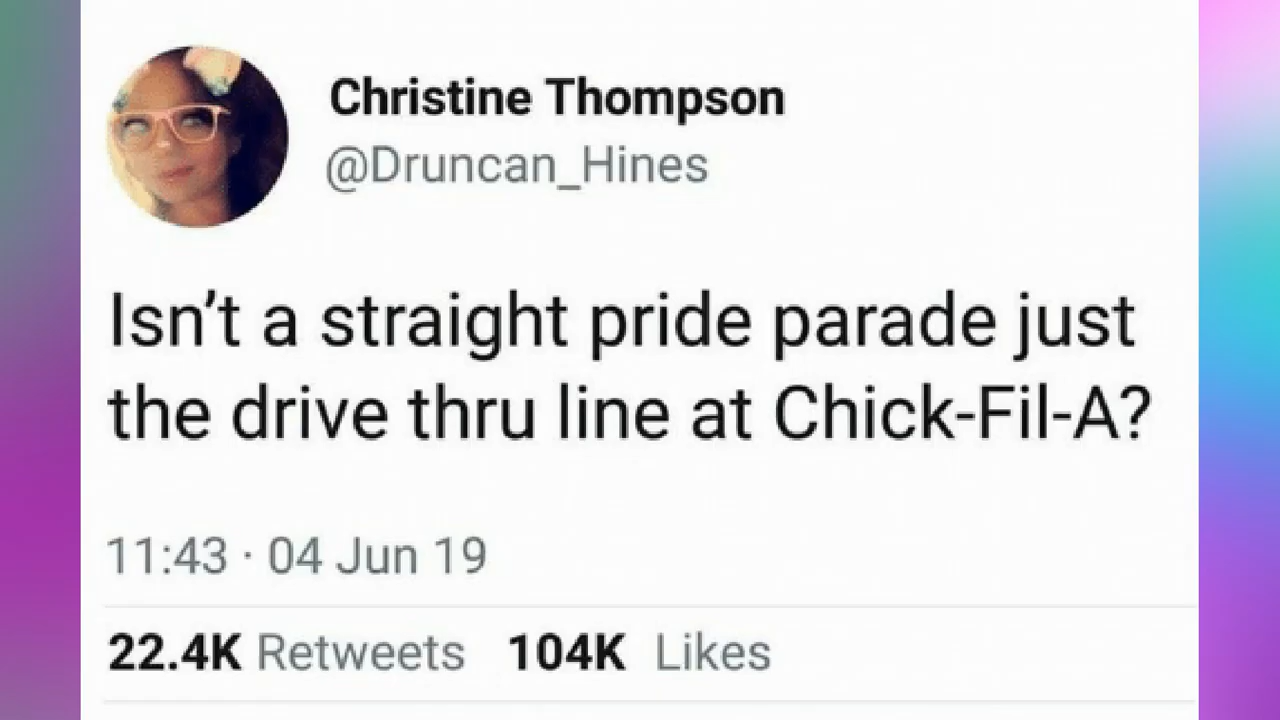 Christine Thompson
@Druncan_Hines
Isn’t a straight pride parade just
the drive thru line at Chick-Fil-A?
11:43 · 04 Jun 19
22.4K Retweets 104K Likes